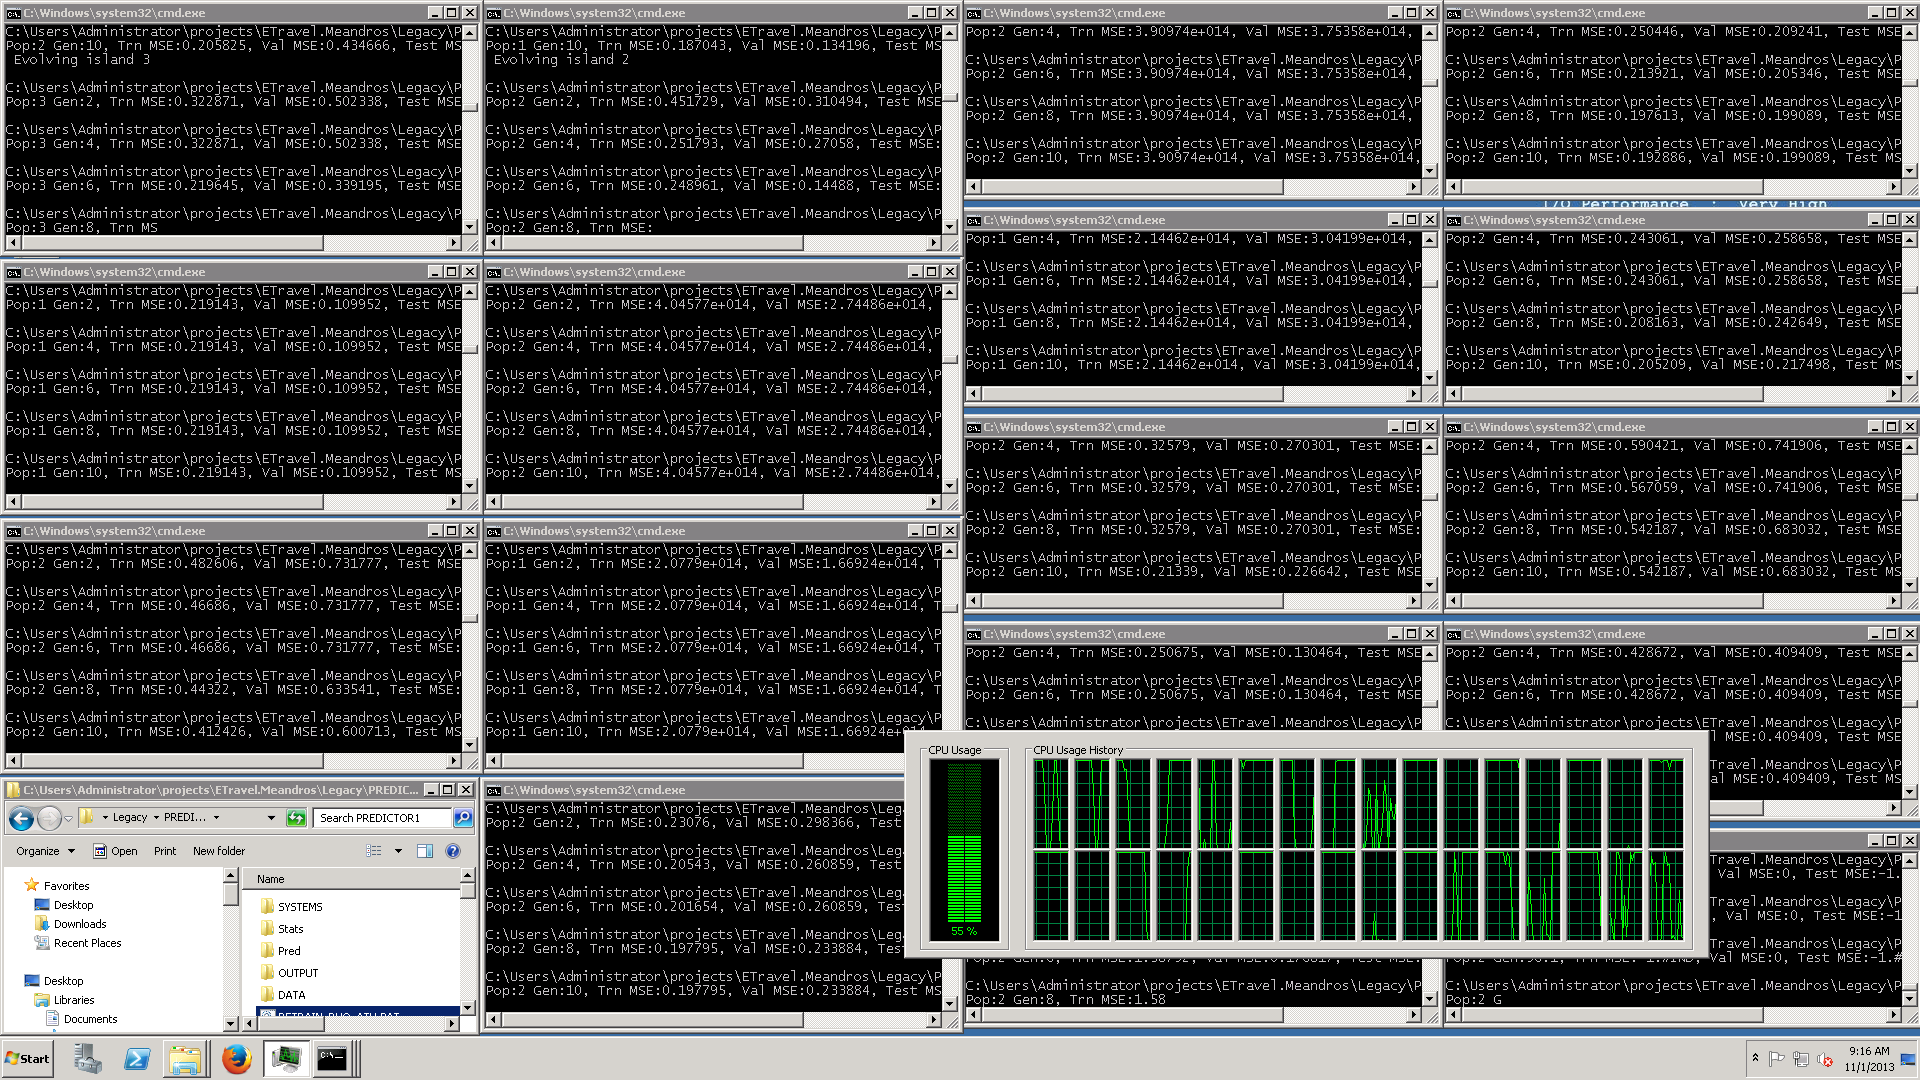 C:\Windows\system32\cmd.exe
C:\Users\Administrator\projects\ETravel.Meandros\Legacy\P
Pop:2 Gen:10, Trn MSE:0.205825, Val MSE:0.434666, Test MS
Evolving island 3
C:\Users\Administrator\projects\ETravel.Meandros\Legacy\P
Pop:3 Gen:2, Trn MSE:0.322871, Val MSE:0.502338, Test MSE
C:\Users\Administrator\projects\ETravel.Meandros\Legacy\P
Pop:3 Gen:4, Trn MSE:0.322871, Val MSE:0.502338, Test MSE
C:\Users\Administrator\projects\ETravel.Meandros\Legacy\P
Pop:3 Gen:6, Trn MSE:0.219645, Val MSE:0.339195, Test MSE
C:\Users\Administrator\projects\ETravel.Meandros\Legacy\P
Pop:3 Gen:8, Trn MS
C:\Windows\system32\cmd.exe
C:\Users\Administrator\projects\ETravel.Meandros\Legacy\P
Pop:1 Gen:10, Trn MSE:0.187043, Val MSE:0.134196, Test MS
Evolving island 2
C:\Users\Administrator\projects\ETravel.Meandros\Legacy\P
Pop:2 Gen:2, Trn MSE:0.451729, Val MSE:0.310494, Test MSE
C:\Users\Administrator\projects\ETravel.Meandros\Legacy\P
Pop:2 Gen:4, Trn MSE:0.251793, Val MSE:0.27058, Test MSE:
C:\Users\Administrator\projects\ETravel.Meandros\Legacy\P
Pop:2 Gen:6, Trn MSE:0.248961, Val MSE:0.14488, Test MSE:
C:\Users\Administrator\projects\ETravel.Meandros\Legacy\P
Pop:2 Gen:8, Trn MSE:
C:\Windows\system32\cmd.exe
Pop:2 Gen:4, Trn MSE:3.90974e+014, Val MSE:3.75358e+014,
C:\Users\Administrator\projects\ETravel.Meandros\Legacy\P
Pop:2 Gen:6, Trn MSE:3.90974e+014, Val MSE:3.75358e+014,
C:\Users\Administrator\projects\ETravel.Meandros\Legacy\P
Pop:2 Gen:8, Trn MSE:3.90974e+014, Val MSE:3.75358e+014,
C:\Users\Administrator\projects\ETravel.Meandros\Legacy\P
Pop:2 Gen:10, Trn MSE:3.90974e+014, Val MSE:3.75358e+014,
C:\Windows\system32\cmd.exe
Pop:2 Gen:4, Trn MSE:0.250446, Val MSE:0.209241, Test MSE
C:\Users\Administrator\projects\ETravel.Meandros\Legacy\P
Pop:2 Gen:6, Trn MSE:0.213921, Val MSE:0.205346, Test MSE
C:\Users\Administrator\projects\ETravel.Meandros\Legacy\P
Pop:2 Gen:8, Trn MSE:0.197613, Val MSE:0.199089, Test MSE
C:\Users\Administrator\projects\ETravel.Meandros\Legacy\P
Pop:2 Gen:10, Trn MSE:0.192886, Val MSE:0.199089, Test MS
I/O Performance : Very High
C:\Windows\system32\cmd.exe
C:\Users\Administrator\projects\ETravel.Meandros\Legacy\P
Pop:1 Gen:2, Trn MSE:0.219143, Val MSE:0.109952, Test MSE
C:\Users\Administrator\projects\ETravel.Meandros\Legacy\P
Pop:1 Gen:4, Trn MSE:0.219143, Val MSE:0.109952, Test MSE
C:\Users\Administrator\projects\ETravel.Meandros\Legacy\P
Pop:1 Gen:6, Trn MSE:0.219143, Val MSE:0.109952, Test MSE
C:\Users\Administrator\projects\ETravel.Meandros\Legacy\P
Pop:1 Gen:8, Trn MSE:0.219143, Val MSE:0.109952, Test MSE
C:\Users\Administrator\projects\ETravel.Meandros\Legacy\P
Pop:1 Gen:10, Trn MSE:0.219143, Val MSE:0.109952, Test MS
C:\Windows\system32\cmd.exe
C:\Users\Administrator\projects\ETravel.Meandros\Legacy\P
Pop:2 Gen:2, Trn MSE:4.04577e+014, Val MSE:2.74486e+014,
C:\Users\Administrator\projects\ETravel.Meandros\Legacy\P
Pop:2 Gen:4, Trn MSE:4.04577e+014, Val MSE:2.74486e+014,
C:\Users\Administrator\projects\ETravel.Meandros\Legacy\P
Pop:2 Gen:6, Trn MSE:4.04577e+014, Val MSE:2.74486e+014,
C:\Users\Administrator\projects\ETravel.Meandros\Legacy\P
Pop:2 Gen:8, Trn MSE:4.04577e+014, Val MSE:2.74486e+014,
C:\Users\Administrator\projects\ETravel.Meandros\Legacy\P
Pop:2 Gen:10, Trn MSE:4.04577e+014, Val MSE:2.74486e+014,
C:\Windows\system32\cmd.exe
Pop:1 Gen:4, Trn MSE:2.14462e+014, Val MSE:3.04199e+014,
C:\Users\Administrator\projects\ETravel.Meandros\Legacy\P
Pop:1 Gen:6, Trn MSE:2.14462e+014, Val MSE:3.04199e+014,
C:\Users\Administrator\projects\ETravel.Meandros\Legacy\P
Pop:1 Gen:8, Trn MSE:2.14462e+014, Val MSE:3.04199e+014,
C:\Users\Administrator\projects\ETravel.Meandros\Legacy\P
Pop:1 Gen:10, Trn MSE:2.14462e+014, Val MSE:3.04199e+014,
C:\Windows\system32\cmd.exe
Pop:2 Gen:4, Trn MSE:0.243061, Val MSE:0.258658, Test MSE
C:\Users\Administrator\projects\ETravel.Meandros\Legacy\P
Pop:2 Gen:6, Trn MSE:0.243061, Val MSE:0.258658, Test MSE
C:\Users\Administrator\projects\ETravel.Meandros\Legacy\P
Pop:2 Gen:8, Trn MSE:0.208163, Val MSE:0.242649, Test MSE
C:\Users\Administrator\projects\ETravel.Meandros\Legacy\P
Pop:2 Gen:10, Trn MSE:0.205209, Val MSE:0.217498, Test MS
C:\Windows\system32\cmd.exe
Pop:2 Gen:4, Trn MSE:0.32579, Val MSE:0.270301, Test MSE:
C:\Users\Administrator\projects\ETravel.Meandros\Legacy\P
Pop:2 Gen:6, Trn MSE:0.32579, Val MSE:0.270301, Test MSE:
C:\Users\Administrator\projects\ETravel.Meandros\Legacy\P
Pop:2 Gen:8, Trn MSE:0.32579, Val MSE:0.270301, Test MSE:
C:\Users\Administrator\projects\ETravel.Meandros\Legacy\P
Pop:2 Gen:10, Trn MSE:0.21339, Val MSE:0.226642, Test MSE
C:\Windows\system32\cmd.exe
Pop:2 Gen:4, Trn MSE:0.590421, Val MSE:0.741906, Test MSE
C:\Users\Administrator\projects\ETravel.Meandros\Legacy\P
Pop:2 Gen:6, Trn MSE:0.567059, Val MSE:0.741906, Test MSE
C:\Users\Administrator\projects\ETravel.Meandros\Legacy\P
Pop:2 Gen:8, Trn MSE:0.542187, Val MSE:0.683032, Test MSE
C:\Users\Administrator\projects\ETravel.Meandros\Legacy\P
Pop:2 Gen:10, Trn MSE:0.542187, Val MSE:0.683032, Test MS
C:\Windows\system32\cmd.exe
C:\Users\Administrator\projects\ETravel.Meandros\Legacy\P
Pop:2 Gen:2, Trn MSE:0.482606, Val MSE:0.731777, Test MSE
C:\Users\Administrator\projects\ETravel.Meandros\Legacy\P
Pop:2 Gen:4, Trn MSE:0.46686, Val MSE:0.731777, Test MSE:
C:\Users\Administrator\projects\ETravel.Meandros\Legacy\P
Pop:2 Gen:6, Trn MSE:0.46686, Val MSE:0.731777, Test MSE:
C:\Users\Administrator\projects\ETravel.Meandros\Legacy\P
Pop:2 Gen:8, Trn MSE:0.44322, Val MSE:0.633541, Test MSE:
C:\Users\Administrator\projects\ETravel.Meandros\Legacy\P
Pop:2 Gen:10, Trn MSE:0.412426, Val MSE:0.600713, Test MS
C:\Windows\system32\cmd.exe
C:\Users\Administrator\projects\ETravel.Meandros\Legacy\P
Pop:1 Gen:2, Trn MSE:2.0779e+014, Val MSE:1.66924e+014, T
C:\Users\Administrator\projects\ETravel.Meandros\Legacy\P
Pop:1 Gen:4, Trn MSE:2.0779e+014, Val MSE:1.66924e+014, T
C:\Users\Administrator\projects\ETravel.Meandros\Legacy\P
Pop:1 Gen:6, Trn MSE:2.0779e+014, Val MSE:1.66924e+014, T
C:\Users\Administrator\projects\ETravel.Meandros\Legacy\P
Pop:1 Gen:8, Trn MSE:2.0779e+014, Val MSE:1.66924e+014, T
C:\Users\Administrator\projects\ETravel.Meandros\Legacy\P
Pop:1 Gen:10, Trn MSE:2.0779e+014, Val MSE:1.66924e+014,
C:\Windows\system32\cmd.exe
Pop:2 Gen:4, Trn MSE:0.250675, Val MSE:0.130464, Test MSE
C:\Users\Administrator\projects\ETravel.Meandros\Legacy\P
Pop:2 Gen:6, Trn MSE:0.250675, Val MSE:0.130464, Test MSE
C:\Users\Administrator\projects\ETravel.Meandros\Legacy\P
C:\Windows\system32\cmd.exe
Pop:2 Gen:4, Trn MSE:0.428672, Val MSE:0.409409, Test MSE
C:\Users\Administrator\projects\ETravel.Meandros\Legacy\P
Pop:2 Gen:6, Trn MSE:0.428672, Val MSE:0.409409, Test MSE
C:\Users\Administrator\projects\ETravel.Meandros\Legacy\P
MSE:0.409409, Test MSE
.Meandros\Legacy\P
MSE:0.409409, Test MS
CPU Usage
55 %
CPU Usage History
C:\Users\Administrator\projects\ETravel.Meandros\Legacy\PREDIC...
Legacy
PREDI...
Search PREDICTOR1
Organize
Open
Print
New folder
Favorites
Desktop
Downloads
Recent Places
Desktop
Libraries
Documents
Name
SYSTEMS
Stats
Pred
OUTPUT
DATA
C:\Windows\system32\cmd.exe
C:\Users\Administrator\projects\ETravel.Meandros\Legacy\P
Pop:2 Gen:2, Trn MSE:0.23076, Val MSE:0.298366, Test
C:\Users\Administrator\projects\ETravel.Meandros\Legacy\P
Pop:2 Gen:4, Trn MSE:0.20543, Val MSE:0.260859, Test
C:\Users\Administrator\projects\ETravel.Meandros\Legacy\P
Pop:2 Gen:6, Trn MSE:0.201654, Val MSE:0.260859, Test
C:\Users\Administrator\projects\ETravel.Meandros\Legacy\P
Pop:2 Gen:8, Trn MSE:0.197795, Val MSE:0.233884, Test
C:\Users\Administrator\projects\ETravel.Meandros\Legacy\P
Pop:2 Gen:10, Trn MSE:0.197795, Val MSE:0.233884, Test MS
C:\Users\Administrator\projects\ETravel.Meandros\Legacy\P
Pop:2 Gen:8, Trn MSE:1.58
.Meandros\Legacy\P
Val MSE:0, Test MSE:-1.
.Meandros\Legacy\P
, Val MSE:0, Test MSE:-1
.Meandros\Legacy\P
Val MSE:0, Test MSE:-1.#
C:\Users\Administrator\projects\ETravel.Meandros\Legacy\P
Pop:2 G
Start
9:16 AM
11/1/2013